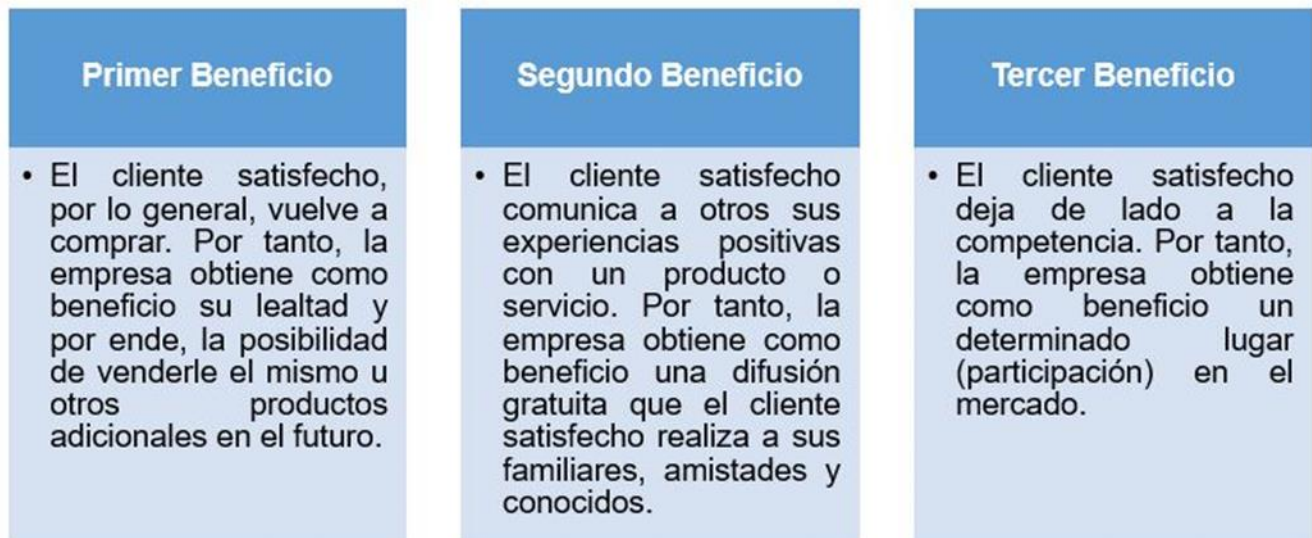 Primer Beneficio
• El cliente satisfecho,
por lo general, vuelve a
comprar. Por tanto, la
empresa obtiene como
beneficio su lealtad y
por ende, la posibilidad
de venderle el mismo u
otros productos
adicionales en el futuro.
Segundo Beneficio
• El cliente satisfecho
comunica a otros sus
experiencias positivas
con un producto o
servicio. Por tanto, la
empresa obtiene como
beneficio una difusión
gratuita que el cliente
satisfecho realiza a sus
familiares, amistades y
conocidos.
Tercer Beneficio
• El cliente satisfecho
deja de lado a la
competencia. Por tanto,
la empresa obtiene
como beneficio un
determinado lugar
(participación) en el
mercado.